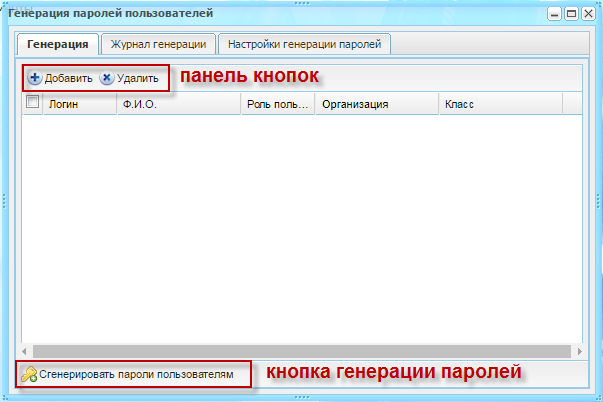 Генерация паролей пользователей
Генерация Журнал генерации Настройки генерации паролей
Добавить Удалить панель кнопок
Логин Ф.И.О. Роль поль... Организация Класс
Сгенерировать пароли пользователям кнопка генерации паролей